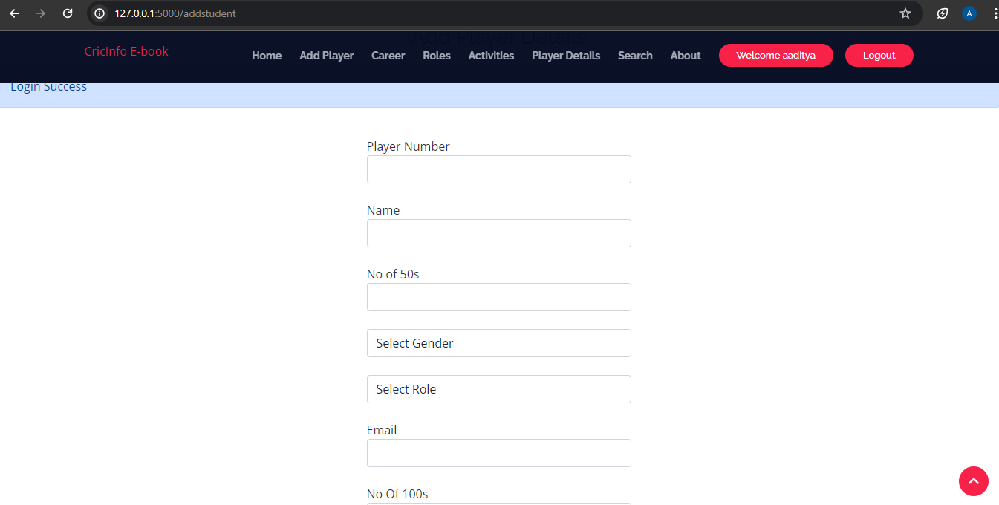 127.0.0.1:5000/addstudent
A
Add Player Details
CricInfo E-book
Home Add Player Career Roles Activities Player Details Search About Welcome aaditya Logout
Login Success
Player Number
Name
No of 50s
Select Gender
Select Role
Email
No Of 100s